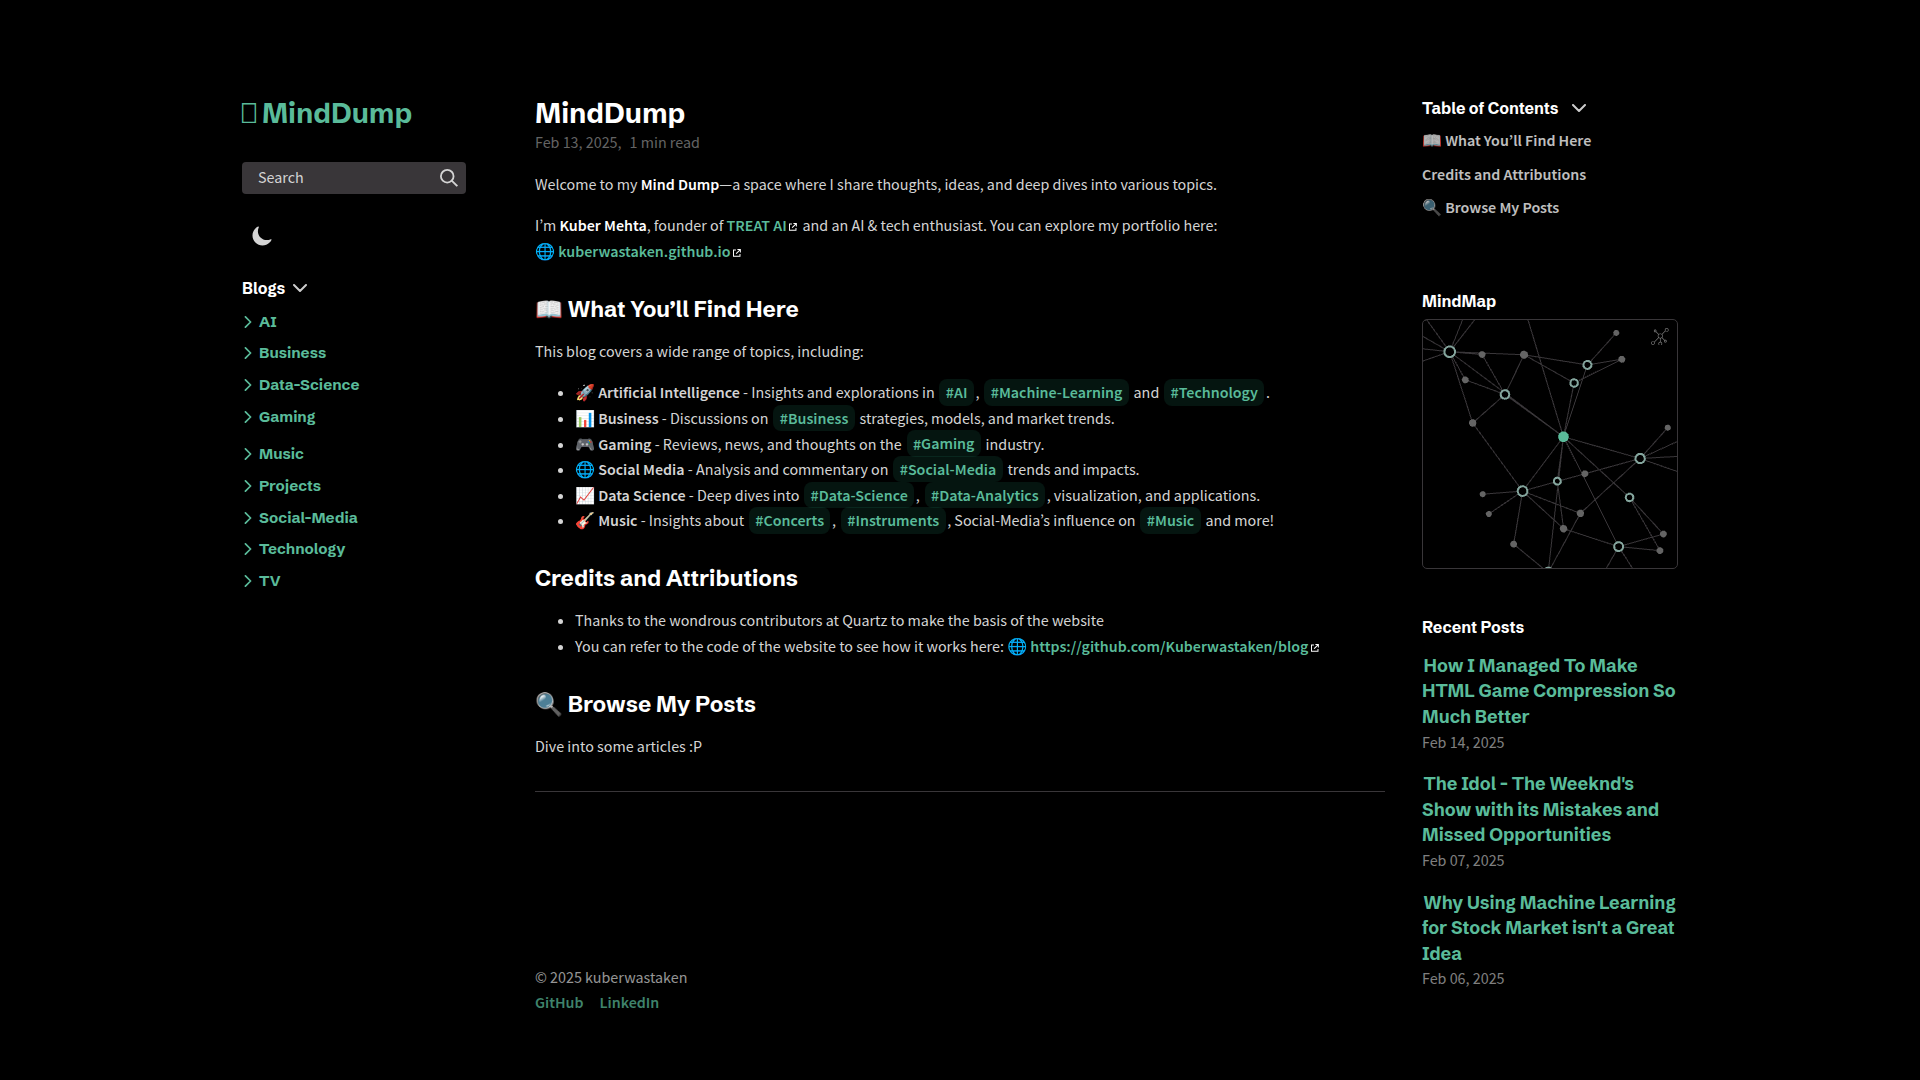 MindDump
Search
Blogs
AI
Business
Data-Science
Gaming
Music
Projects
Social-Media
Technology
TV
MindDump
Feb 13, 2025, 1 min read
Welcome to my Mind Dump—a space where I share thoughts, ideas, and deep dives into various topics.
I’m Kuber Mehta, founder of TREAT AI and an AI & tech enthusiast. You can explore my portfolio here:
🌐 kuberwastaken.github.io
📖 What You’ll Find Here
This blog covers a wide range of topics, including:
🚀 Artificial Intelligence - Insights and explorations in #AI , #Machine-Learning and #Technology .
📊 Business - Discussions on #Business strategies, models, and market trends.
🎮 Gaming - Reviews, news, and thoughts on the #Gaming industry.
🌐 Social Media - Analysis and commentary on #Social-Media trends and impacts.
📈 Data Science - Deep dives into #Data-Science , #Data-Analytics , visualization, and applications.
🎸 Music - Insights about #Concerts , #Instruments , Social-Media’s influence on #Music and more!
Credits and Attributions
Thanks to the wondrous contributors at Quartz to make the basis of the website
You can refer to the code of the website to see how it works here: 🌐 https://github.com/Kuberwastaken/blog
🔍 Browse My Posts
Dive into some articles :P
© 2025 kuberwastaken
GitHub LinkedIn
Table of Contents
📖 What You’ll Find Here
Credits and Attributions
🔍 Browse My Posts
MindMap
Recent Posts
How I Managed To Make
HTML Game Compression So
Much Better
Feb 14, 2025
The Idol - The Weeknd's
Show with its Mistakes and
Missed Opportunities
Feb 07, 2025
Why Using Machine Learning
for Stock Market isn't a Great
Idea
Feb 06, 2025